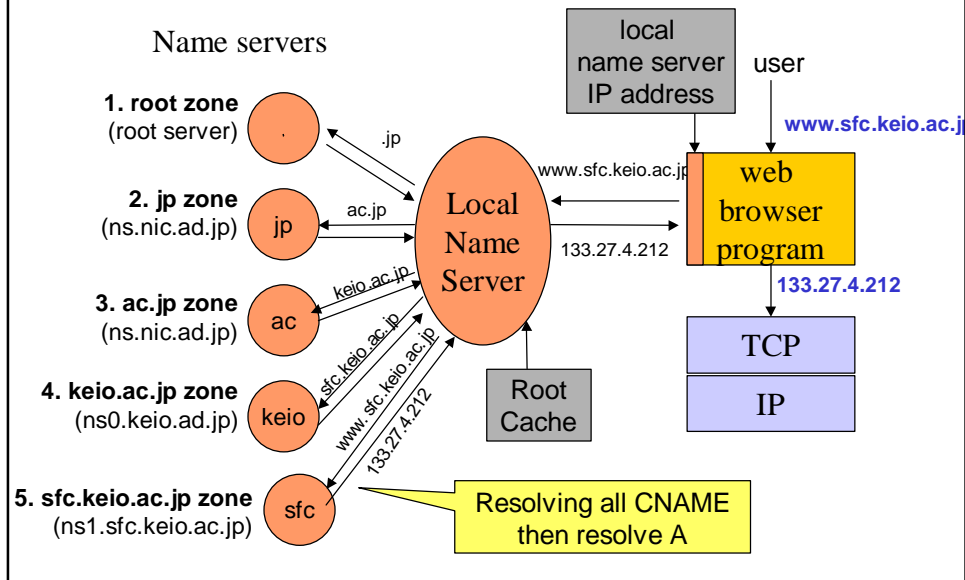 Name servers
local
name server
IP address
user
1. root zone
(root server)
.
.jp
www.sfc.keio.ac.jp
www.sfc.keio.ac.jp
web
browser
program
2. jp zone
(ns.nic.ad.jp)
jp
ac.jp
Local
Name
Server
133.27.4.212
133.27.4.212
3. ac.jp zone
(ns.nic.ad.jp)
ac
keio.ac.jp
TCP
IP
4. keio.ac.jp zone
(ns0.keio.ad.jp)
keio
sfc.keio.ac.jp
Root
Cache
www.sfc.keio.ac.jp
133.27.4.212
5. sfc.keio.ac.jp zone
(ns1.sfc.keio.ac.jp)
sfc
Resolving all CNAME
then resolve A